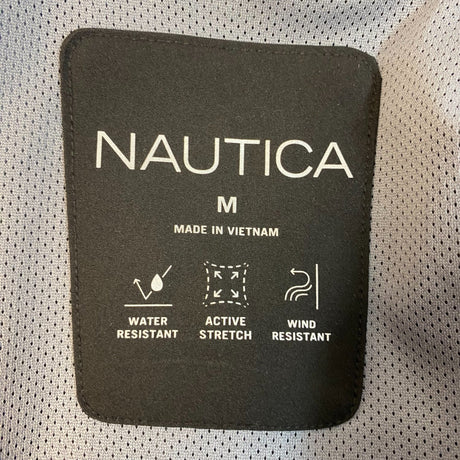 NAUTICA
M
MADE IN VIETNAM
WATER RESISTANT
ACTIVE STRETCH
WIND RESISTANT